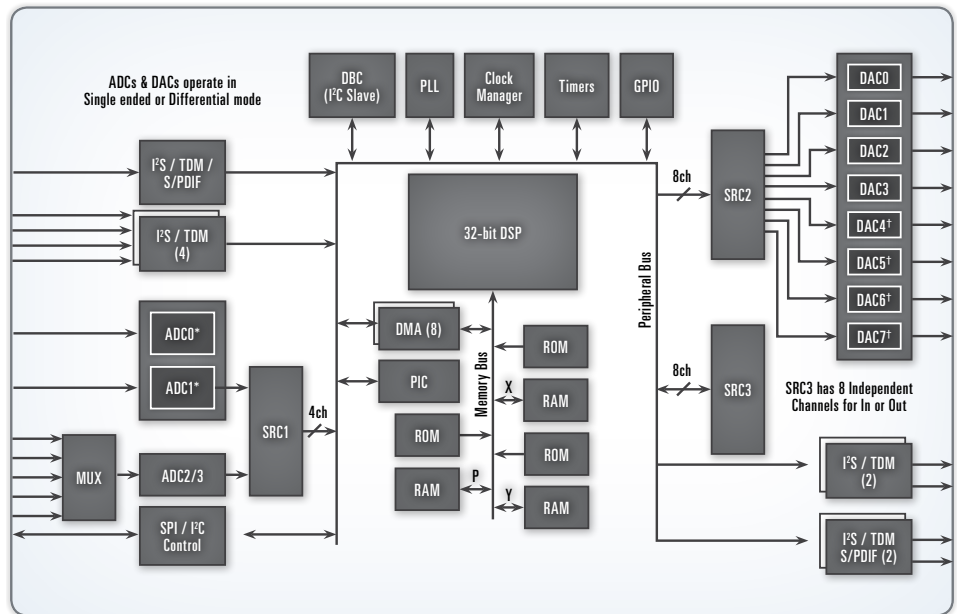 ADCs & DACs operate in
Single ended or Differential mode
DBC
(I²C Slave)
PLL
Clock
Manager
Timers
GPIO
I²S / TDM /
S/PDIF
I²S / TDM
(4)
ADC0*
ADC1*
MUX
ADC2/3
SPI / I²C
Control
SRC1
4ch
32-bit DSP
DMA (8)
PIC
ROM
RAM
P
Memory Bus
X
Y
ROM
RAM
ROM
RAM
Peripheral Bus
8ch
SRC2
8ch
SRC3
DAC0
DAC1
DAC2
DAC3
DAC4†
DAC5†
DAC6†
DAC7†
SRC3 has 8 Independent
Channels for In or Out
I²S / TDM
(2)
I²S / TDM
S/PDIF (2)